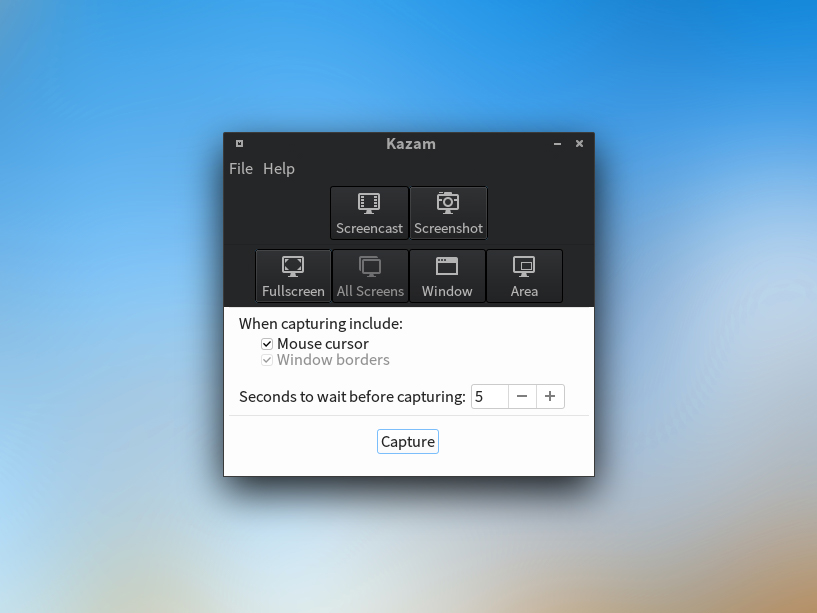 Kazam
File Help
Screencast Screenshot
Fullscreen All Screens Window Area
When capturing include:
Mouse cursor
Window borders
Seconds to wait before capturing: 5
Capture